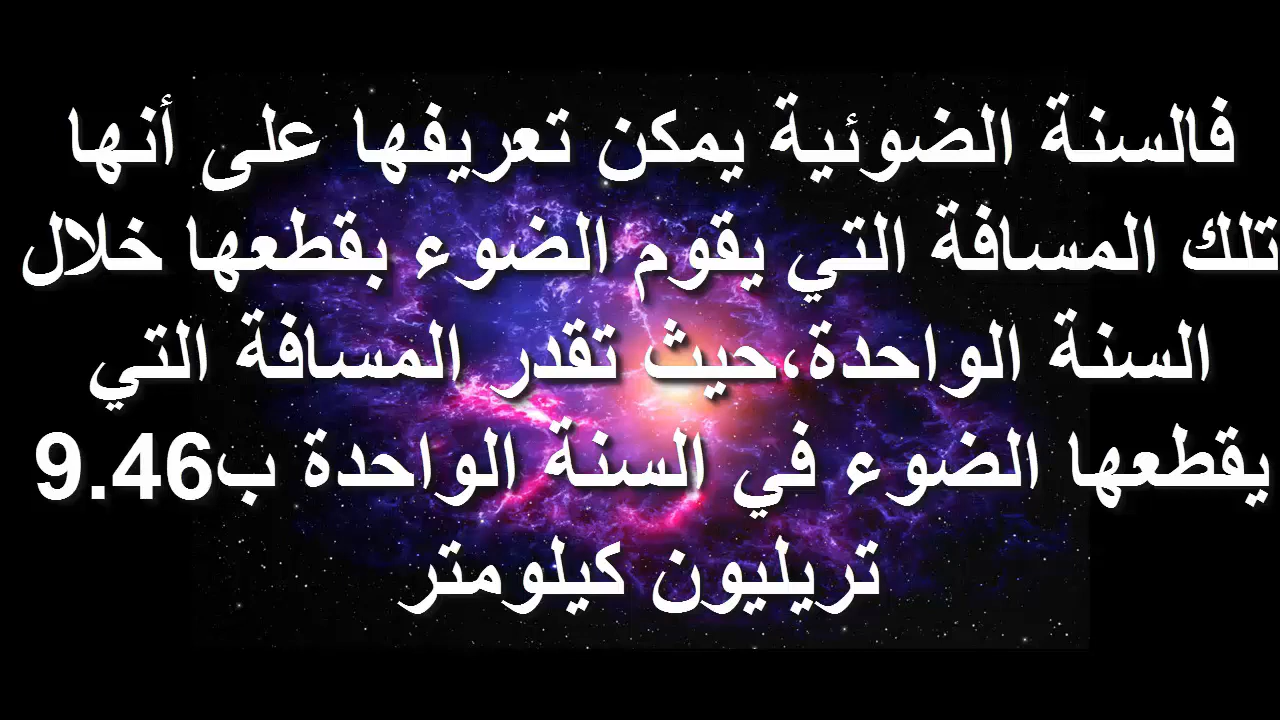 فالسنة الضوئية يمكن تعريفها على أنها
تلك المسافة التي يقوم الضوء بقطعها خلال
السنة الواحدة،حيث تقدر المسافة التي
يقطعها الضوء في السنة الواحدة ب9.46
تريليون كيلومتر